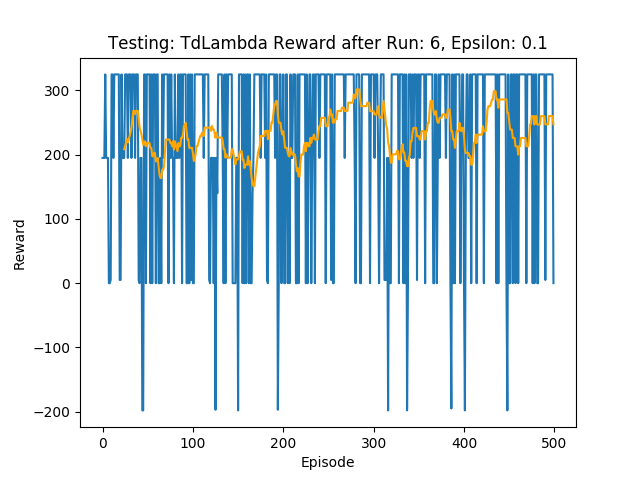 Testing: TdLambda Reward after Run: 6, Epsilon: 0.1
300
200
100
0
−100
−200
Reward
0 100 200 300 400 500
Episode